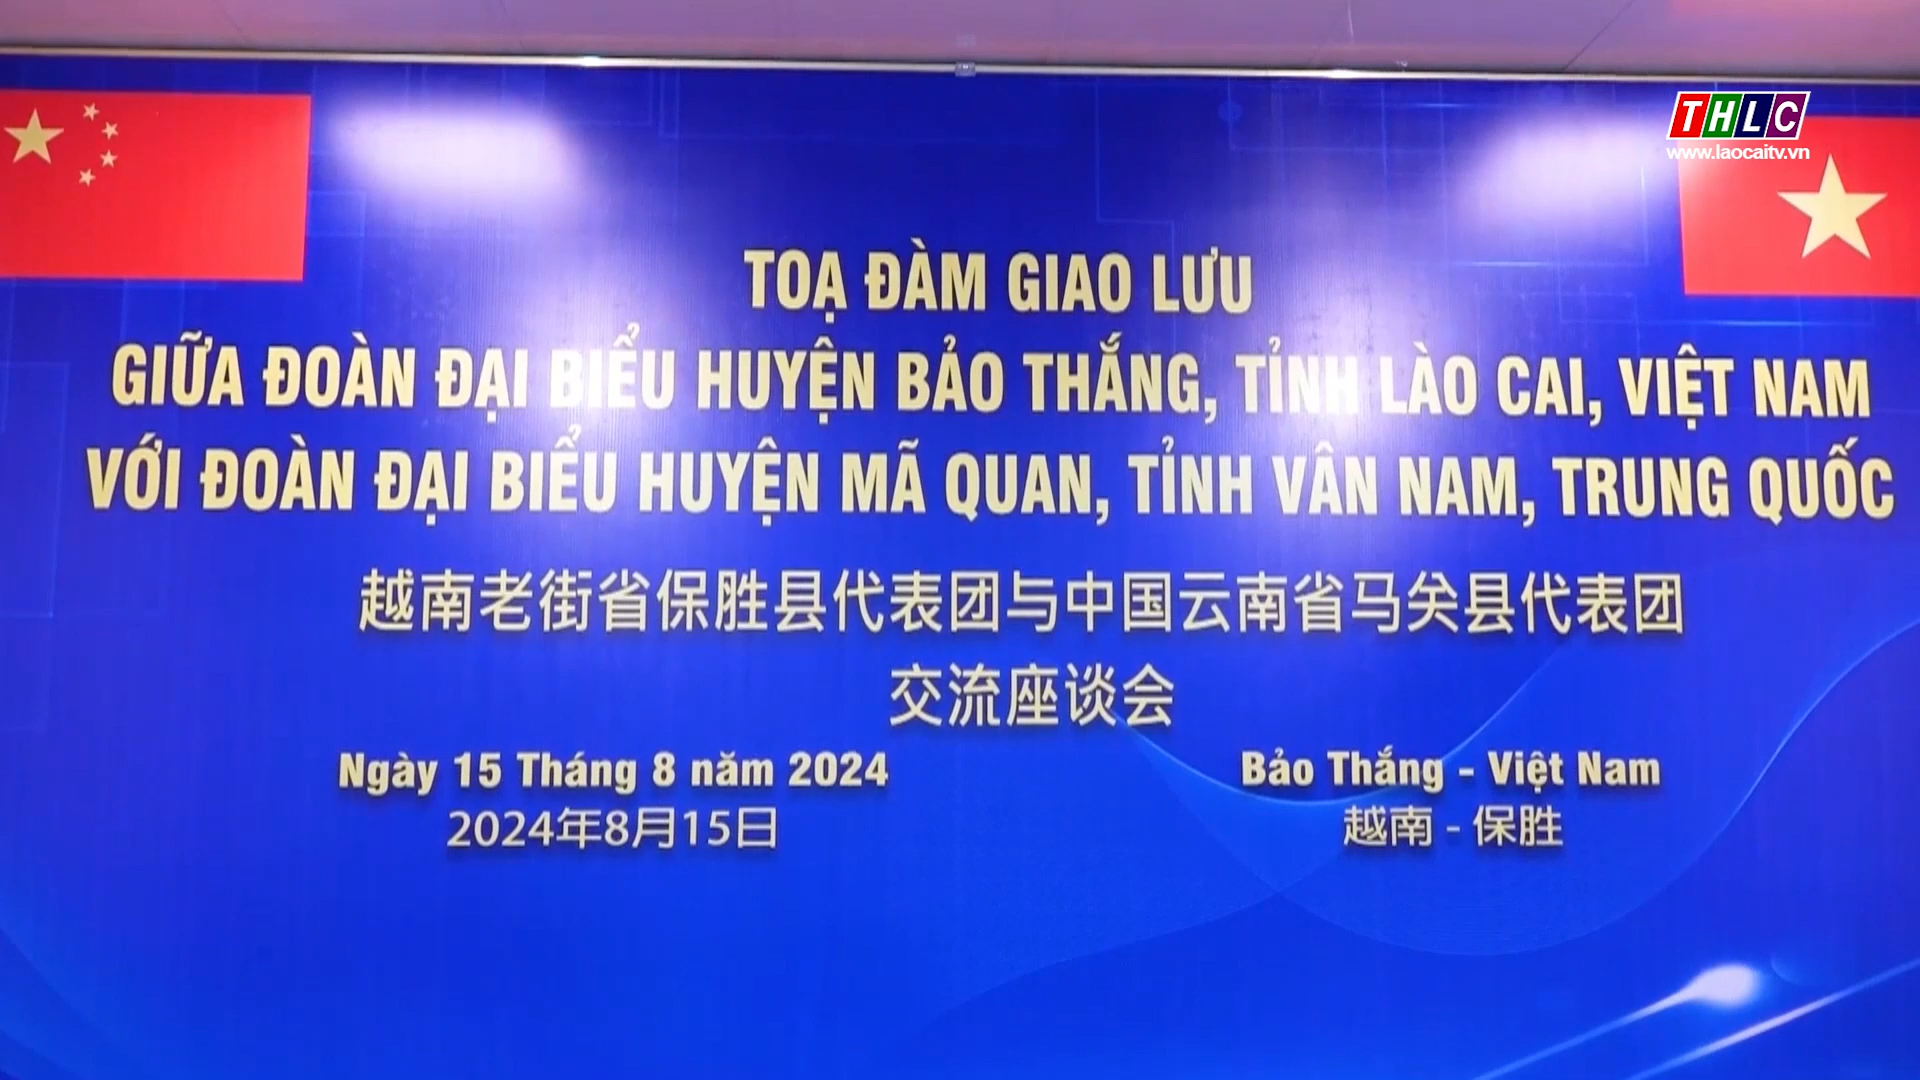 THLC
www.laocaitv.vn
TOẠ ĐÀM GIAO LƯU
GIỮA ĐOÀN ĐẠI BIỂU HUYỆN BẢO THẮNG, TỈNH LÀO CAI, VIỆT NAM
VỚI ĐOÀN ĐẠI BIỂU HUYỆN MÃ QUAN, TỈNH VÂN NAM, TRUNG QUỐC
越南老街省保胜县代表团与中国云南省马关县代表团
交流座谈会
Ngày 15 Tháng 8 năm 2024
2024年8月15日
Bảo Thắng - Việt Nam
越南 - 保胜